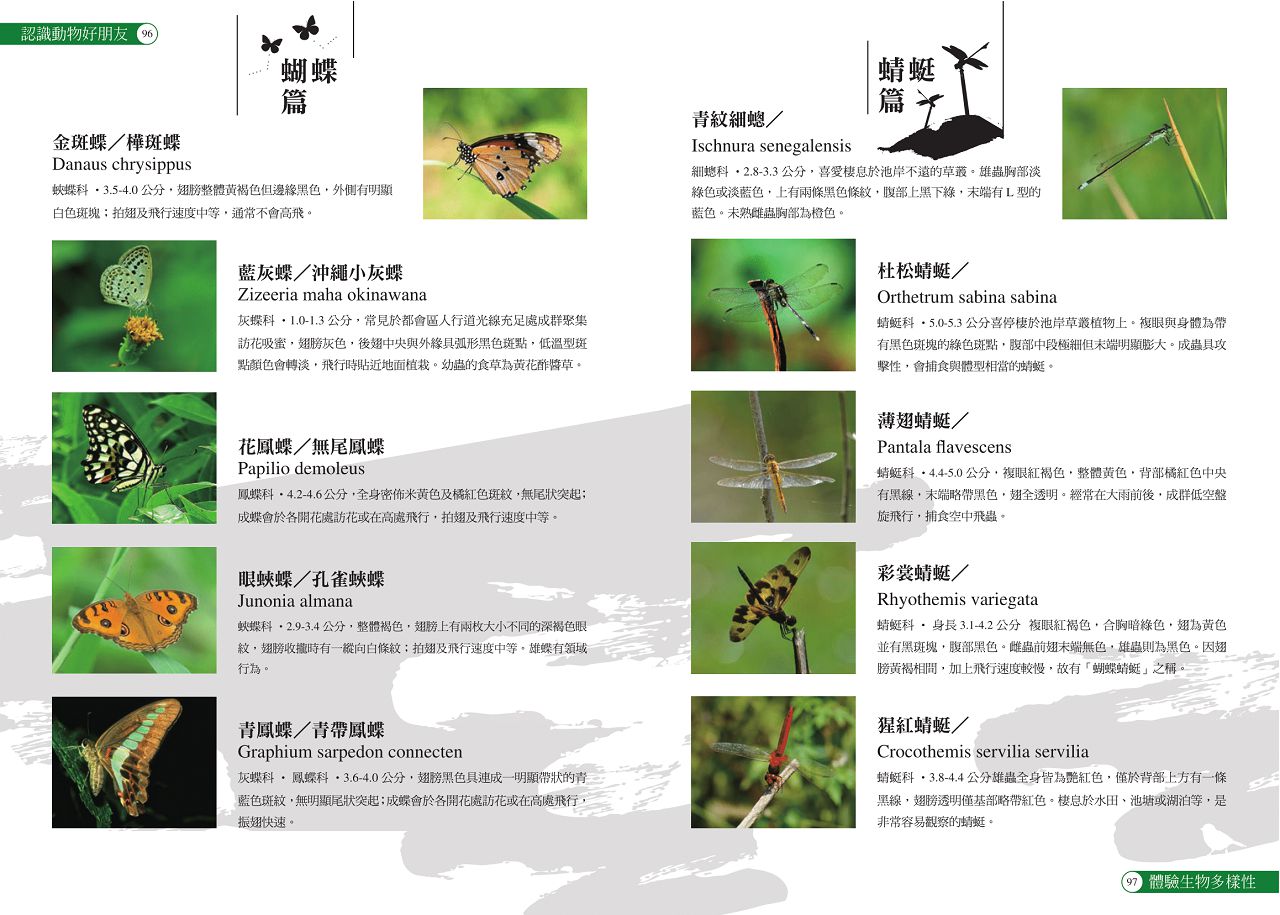 認識動物好朋友 96
蝴蝶
篇
金斑蝶／樺斑蝶
Danaus chrysippus
蛺蝶科 •3.5-4.0 公分，翅膀整體黃褐色但邊緣黑色，外側有明顯
白色斑塊；拍翅及飛行速度中等，通常不會高飛。
藍灰蝶／沖繩小灰蝶
Zizeeria maha okinawana
灰蝶科 •1.0-1.3 公分，常見於都會區人行道光線充足處成群聚集
訪花吸蜜，翅膀灰色，後翅中央與外緣具弧形黑色斑點，低溫型斑
點顏色會轉淡，飛行時貼近地面植栽。幼蟲的食草為黃花酢醬草。
花鳳蝶／無尾鳳蝶
Papilio demoleus
鳳蝶科 •4.2-4.6公分，全身密佈米黃色及橘紅色斑紋，無尾狀突起；
成蝶會於各開花處訪花或在高處飛行，拍翅及飛行速度中等。
眼蛺蝶／孔雀蛺蝶
Junonia almana
蛺蝶科 •2.9-3.4 公分，整體褐色，翅膀上有兩枚大小不同的深褐色眼
紋，翅膀收攏時有一縱向白條紋；拍翅及飛行速度中等。雄蝶有領域
行為。
青鳳蝶／青帶鳳蝶
Graphium sarpedon connecten
灰蝶科 • 鳳蝶科 •3.6-4.0 公分，翅膀黑色具連成一明顯帶狀的青
藍色斑紋，無明顯尾狀突起；成蝶會於各開花處訪花或在高處飛行，
振翅快速。
蜻蜓
篇
青紋細蟌／
Ischnura senegalensis
細蟌科 •2.8-3.3 公分，喜愛棲息於池岸不遠的草叢。雄蟲胸部淡
綠色或淡藍色，上有兩條黑色條紋，腹部上黑下綠，末端有 L 型的
藍色。未熟雌蟲胸部為橙色。
杜松蜻蜓／
Orthetrum sabina sabina
蜻蜓科 •5.0-5.3 公分喜停棲於池岸草叢植物上。複眼與身體為帶
有黑色斑塊的綠色斑點，腹部中段極細但末端明顯膨大。成蟲具攻
擊性，會捕食與體型相當的蜻蜓。
薄翅蜻蜓／
Pantala flavescens
蜻蜓科 •4.4-5.0 公分，複眼紅褐色，整體黃色，背部橘紅色中央
有黑線，末端略帶黑色，翅全透明。經常在大雨前後，成群低空盤
旋飛行，捕食空中飛蟲。
彩裳蜻蜓／
Rhyothemis variegata
蜻蜓科 • 身長 3.1-4.2 公分 複眼紅褐色，合胸暗綠色，翅為黃色
並有黑斑塊，腹部黑色。雌蟲前翅末端無色，雄蟲則為黑色。因翅
膀黃褐相間，加上飛行速度較慢，故有「蝴蝶蜻蜓」之稱。
猩紅蜻蜓／
Crocothemis servilia servilia
蜻蜓科 •3.8-4.4 公分雄蟲全身皆為艷紅色，僅於背部上方有一條
黑線，翅膀透明僅基部略帶紅色。棲息於水田、池塘或湖泊等，是
非常容易觀察的蜻蜓。
97 體驗生物多樣性